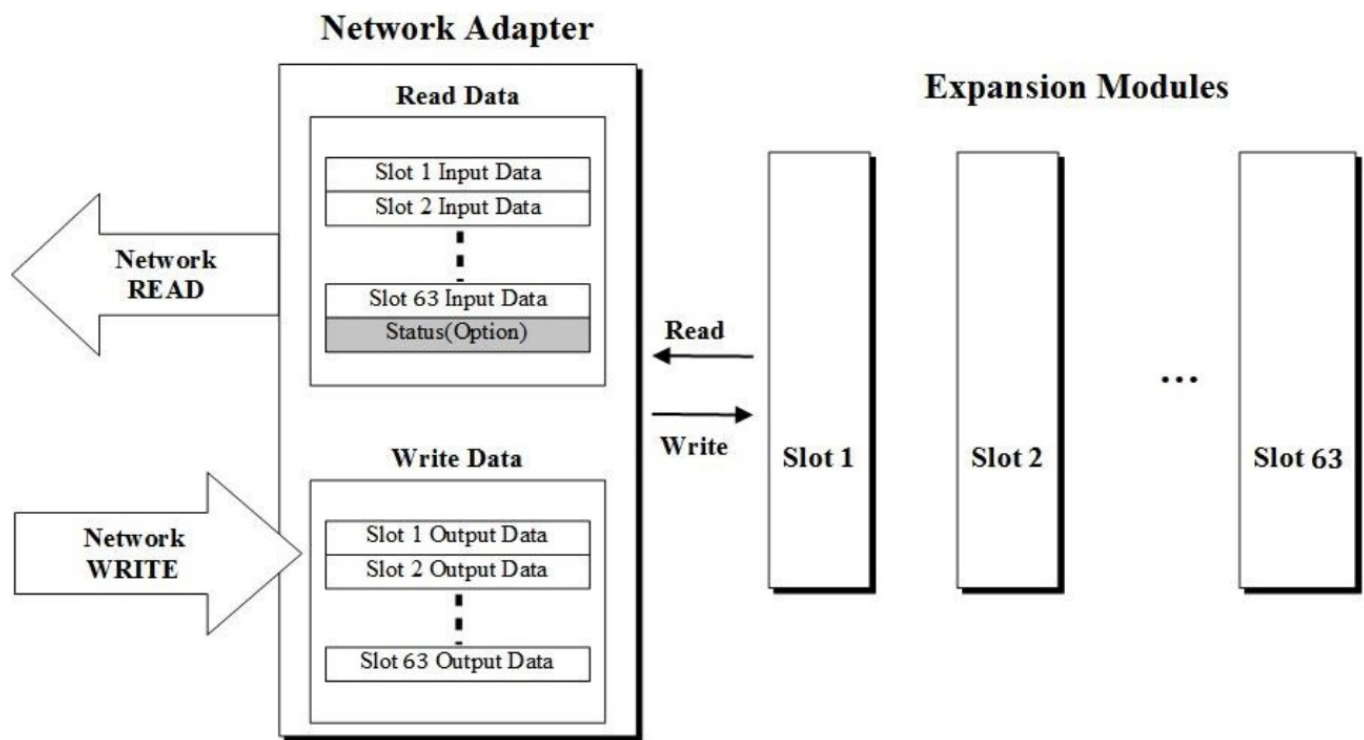 Network Adapter
Read Data
Slot 1 Input Data
Slot 2 Input Data
Slot 63 Input Data
Status(Option)
Network
READ
Write Data
Slot 1 Output Data
Slot 2 Output Data
Slot 63 Output Data
Network
WRITE
Read
Write
Expansion Modules
Slot 1
Slot 2
...
Slot 63